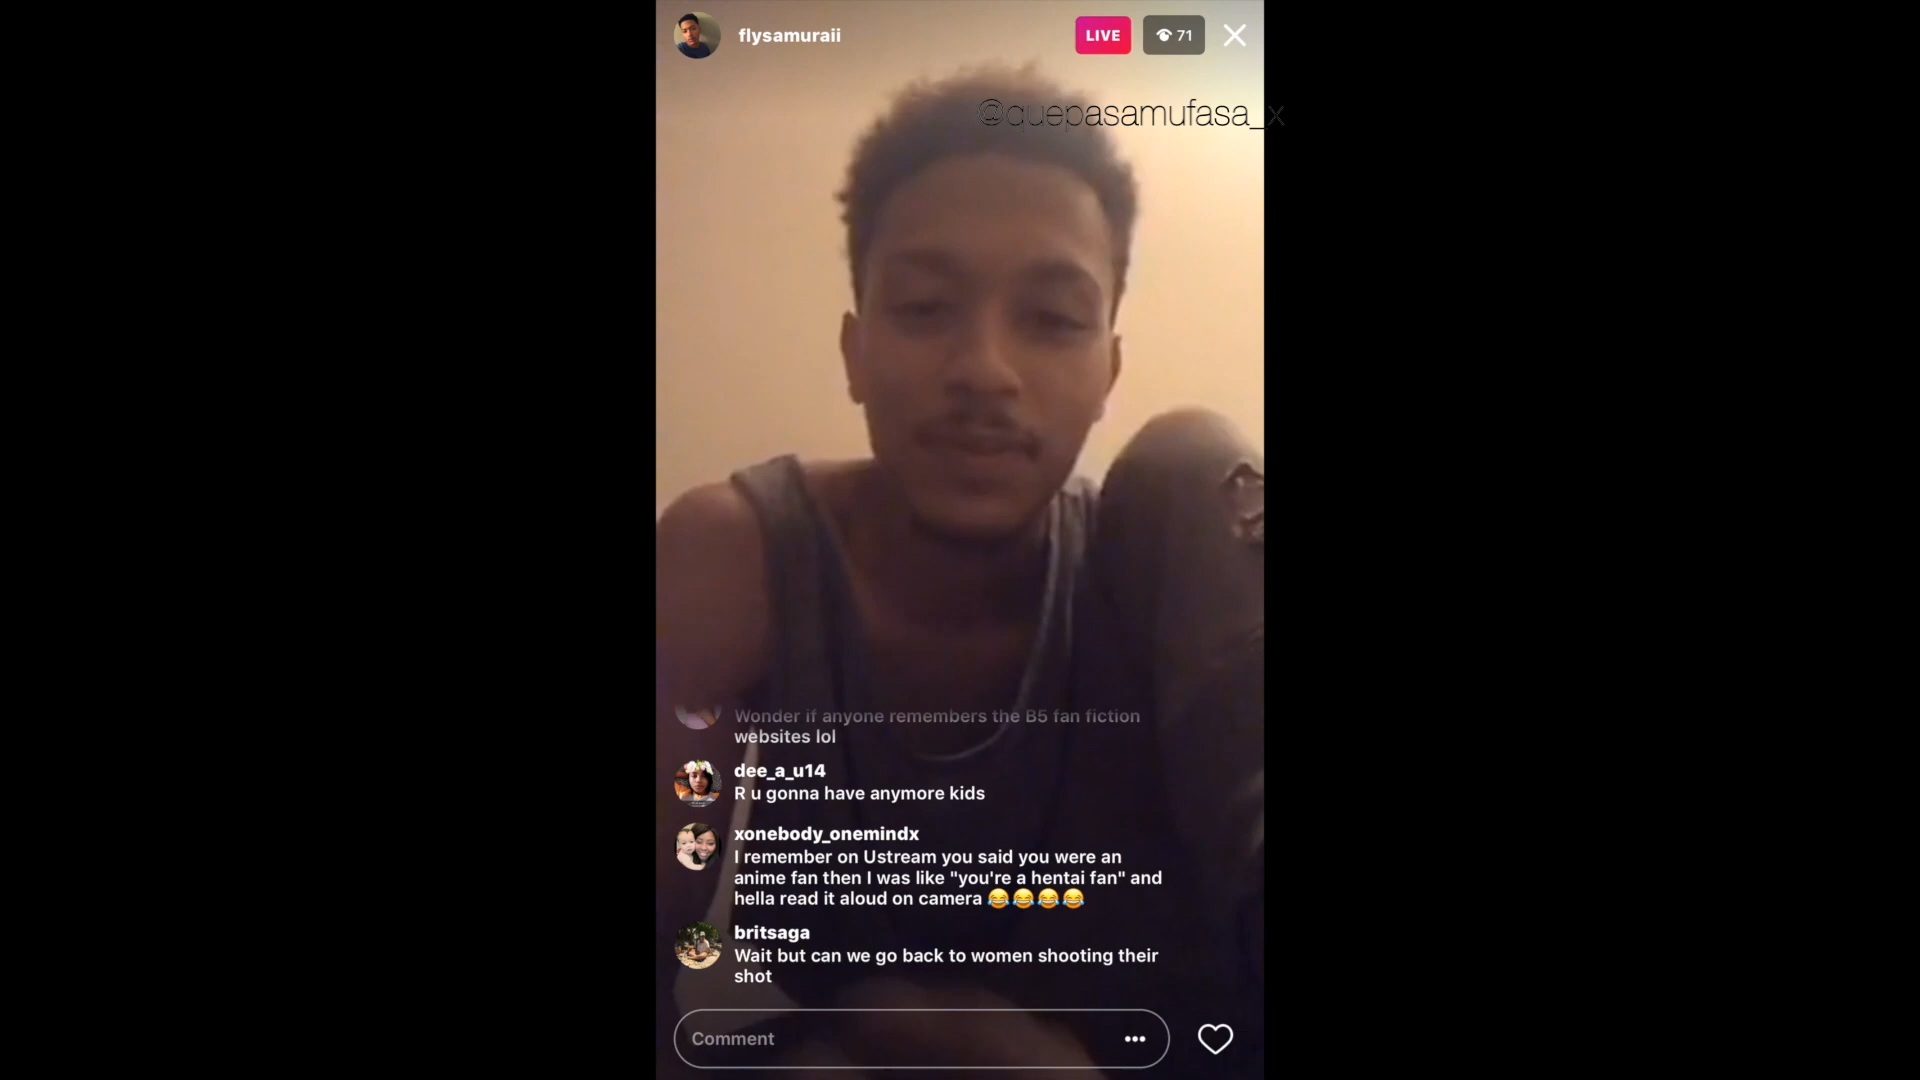 flysamuraii
LIVE
71
@quepasamufasa_x
Wonder if anyone remembers the B5 fan fiction
websites lol
dee_a_u14
R u gonna have anymore kids
xonebody_onemindx
I remember on Ustream you said you were an
anime fan then I was like "you're a hentai fan" and
hella read it aloud on camera 😂😂😂😂
britsaga
Wait but can we go back to women shooting their
shot
Comment